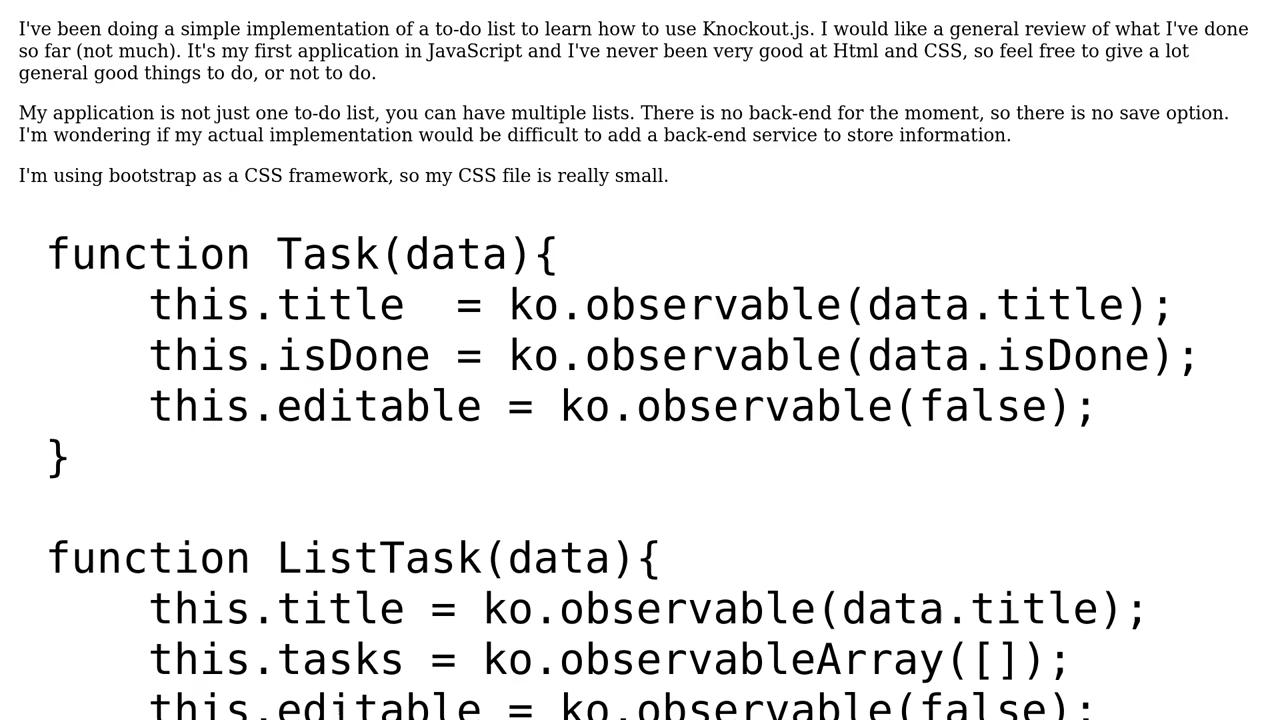 I've been doing a simple implementation of a to-do list to learn how to use Knockout.js. I would like a general review of what I've done
so far (not much). It's my first application in JavaScript and I've never been very good at Html and CSS, so feel free to give a lot
general good things to do, or not to do.
My application is not just one to-do list, you can have multiple lists. There is no back-end for the moment, so there is no save option.
I'm wondering if my actual implementation would be difficult to add a back-end service to store information.
I'm using bootstrap as a CSS framework, so my CSS file is really small.
function Task(data){
    this.title  = ko.observable(data.title);
    this.isDone = ko.observable(data.isDone);
    this.editable = ko.observable(false);
}
function ListTask(data){
    this.title = ko.observable(data.title);
    this.tasks = ko.observableArray([]);
    this.editable = ko.observable(false);